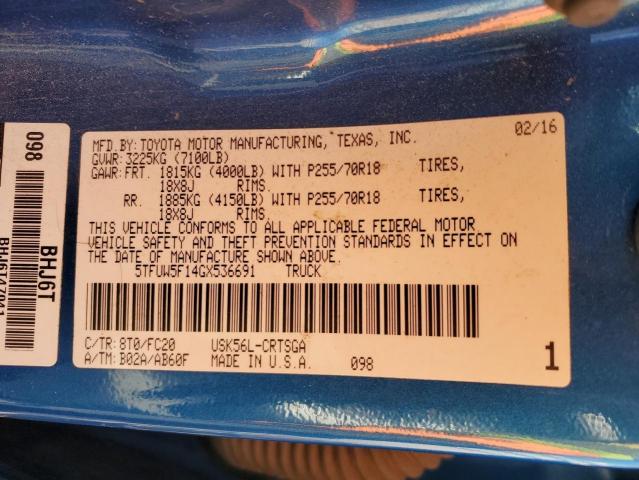 MFD.BY: TOYOTA MOTOR MANUFACTURING, TEXAS, INC. 02/16
GVWR: 3225KG (7100LB)
GAWR: FRT. 1815KG (4000LB) WITH P255/70R18 TIRES,
18X8J RIMS.
RR. 1885KG (4150LB) WITH P255/70R18 TIRES,
18X8J RIMS.
THIS VEHICLE CONFORMS TO ALL APPLICABLE FEDERAL MOTOR
VEHICLE SAFETY AND THEFT PREVENTION STANDARDS IN EFFECT ON
THE DATE OF MANUFACTURE SHOWN ABOVE.
5TFUW5F14GX536691 TRUCK
C/TR: 8T0/FC20 USK56L-CRTSGA
A/TM: B02A/AB60F MADE IN U.S.A. 098 1
098
BHJ6T